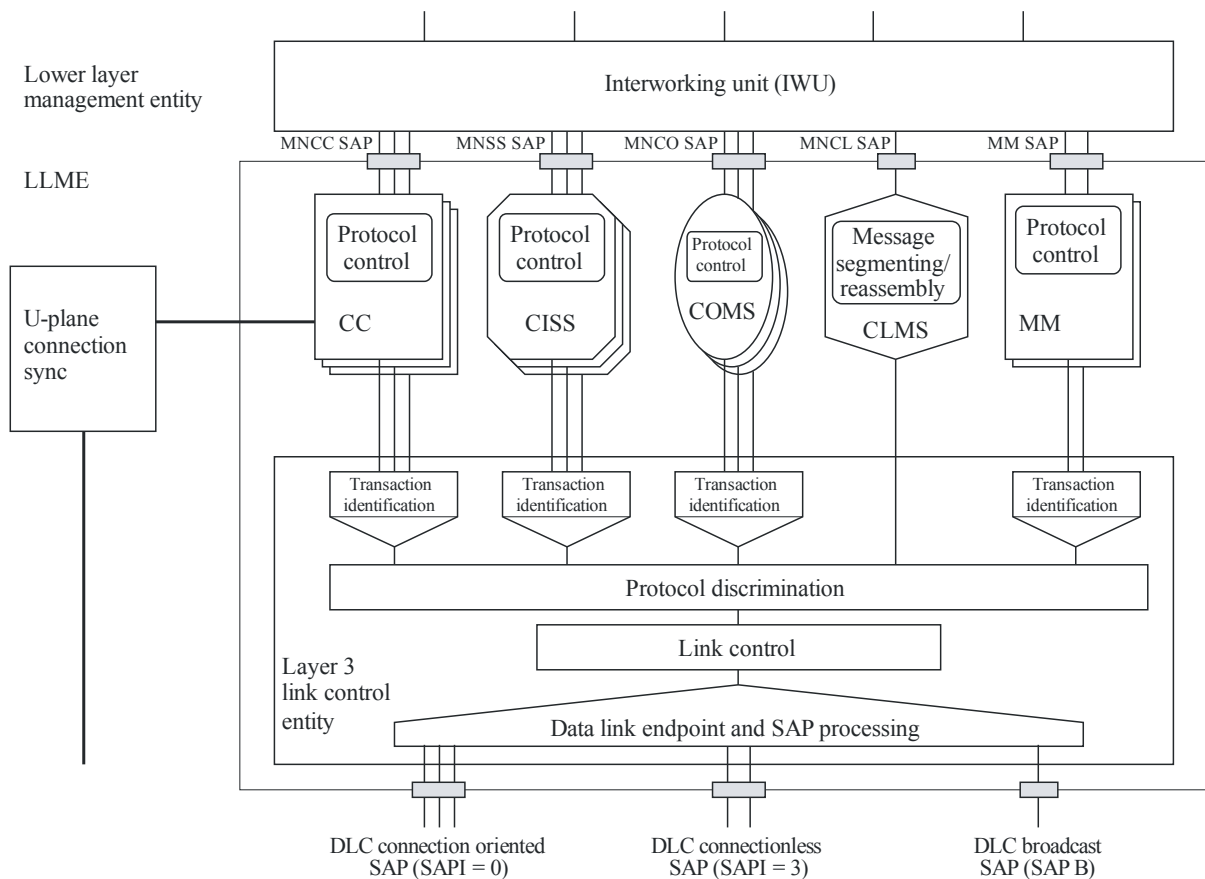 Lower layer
management entity
Interworking unit (IWU)
MNCC SAP
MNSS SAP
MNCO SAP
MNCL SAP
MM SAP
LLME
Protocol
control
CC
Protocol
control
CISS
Protocol
control
COMS
Message
segmenting/
reassembly
CLMS
Protocol
control
MM
U-plane
connection
sync
Transaction
identification
Transaction
identification
Transaction
identification
Transaction
identification
Protocol discrimination
Link control
Layer 3
link control
entity
Data link endpoint and SAP processing
DLC connection oriented
SAP (SAPI = 0)
DLC connectionless
SAP (SAPI = 3)
DLC broadcast
SAP (SAP B)